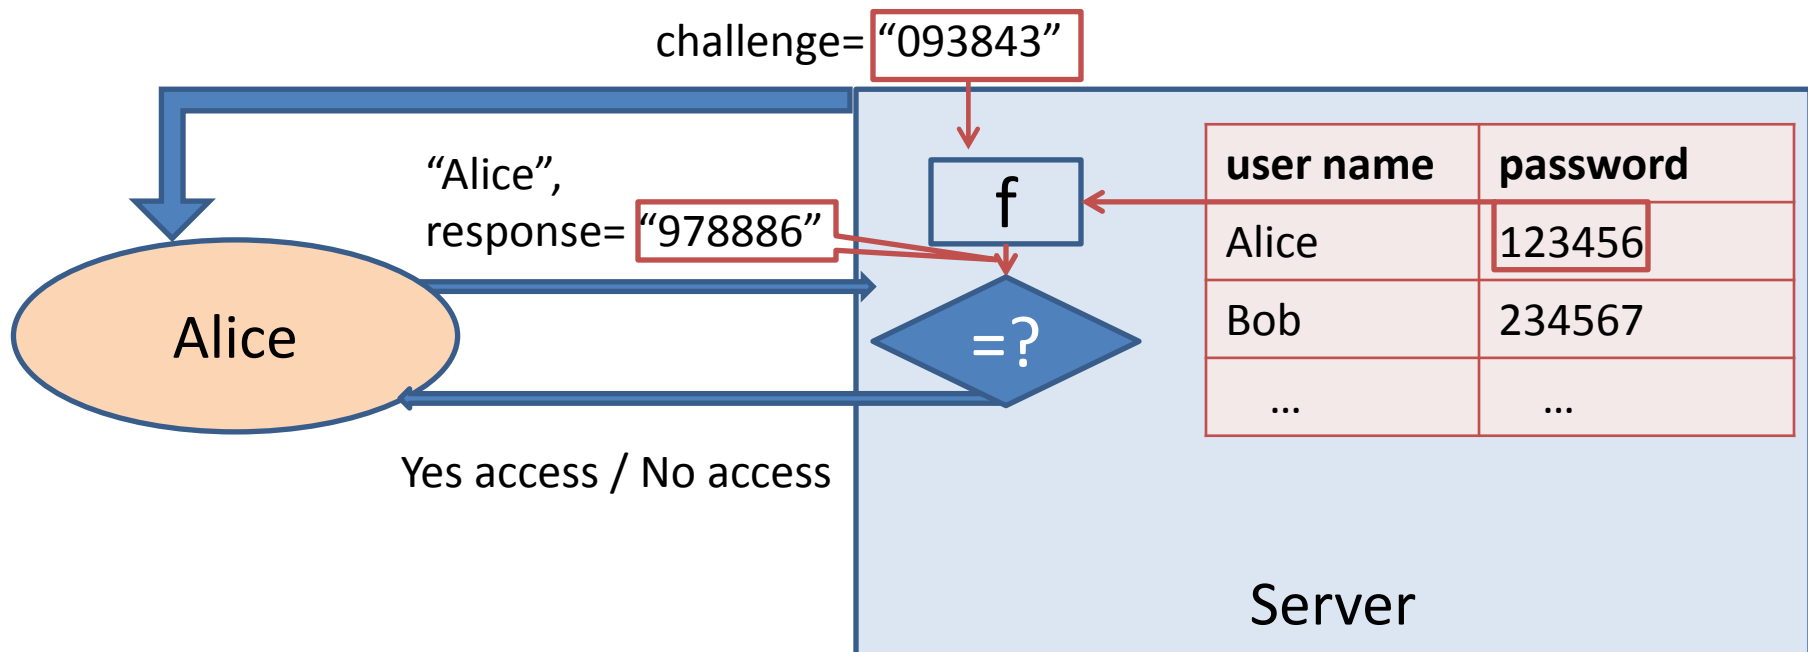 challenge= “093843”
“Alice”,
response= “978886”
f
user name password
Alice 123456
Bob 234567
... ...
=?
Alice
Yes access / No access
Server